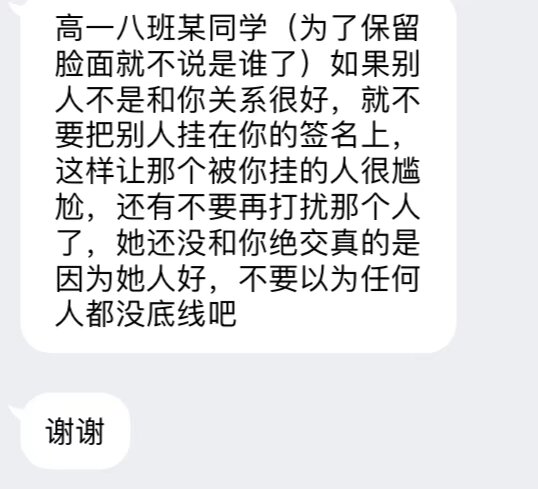 高一八班某同学（为了保留
脸面就不说是谁了）如果别
人不是和你关系很好，就不
要把别人挂在你的签名上，
这样让那个被你挂的人很尴
尬，还有不要再打扰那个人
了，她还没和你绝交真的是
因为她人好，不要以为任何
人都没底线吧
谢谢